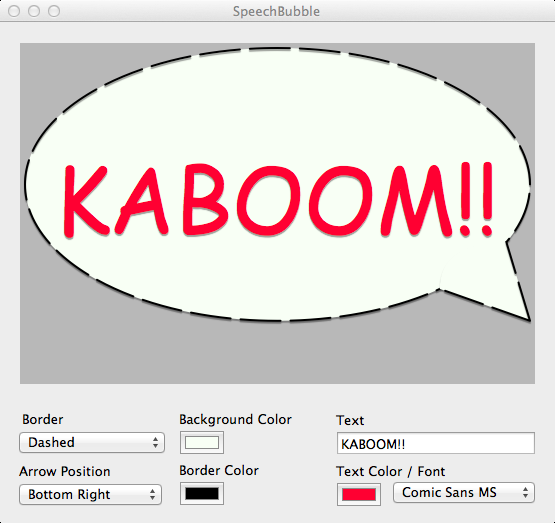 SpeechBubble
KABOOM!!
Border
Background Color
Text
Dashed
KABOOM!!
Arrow Position
Border Color
Text Color / Font
Bottom Right
Comic Sans MS